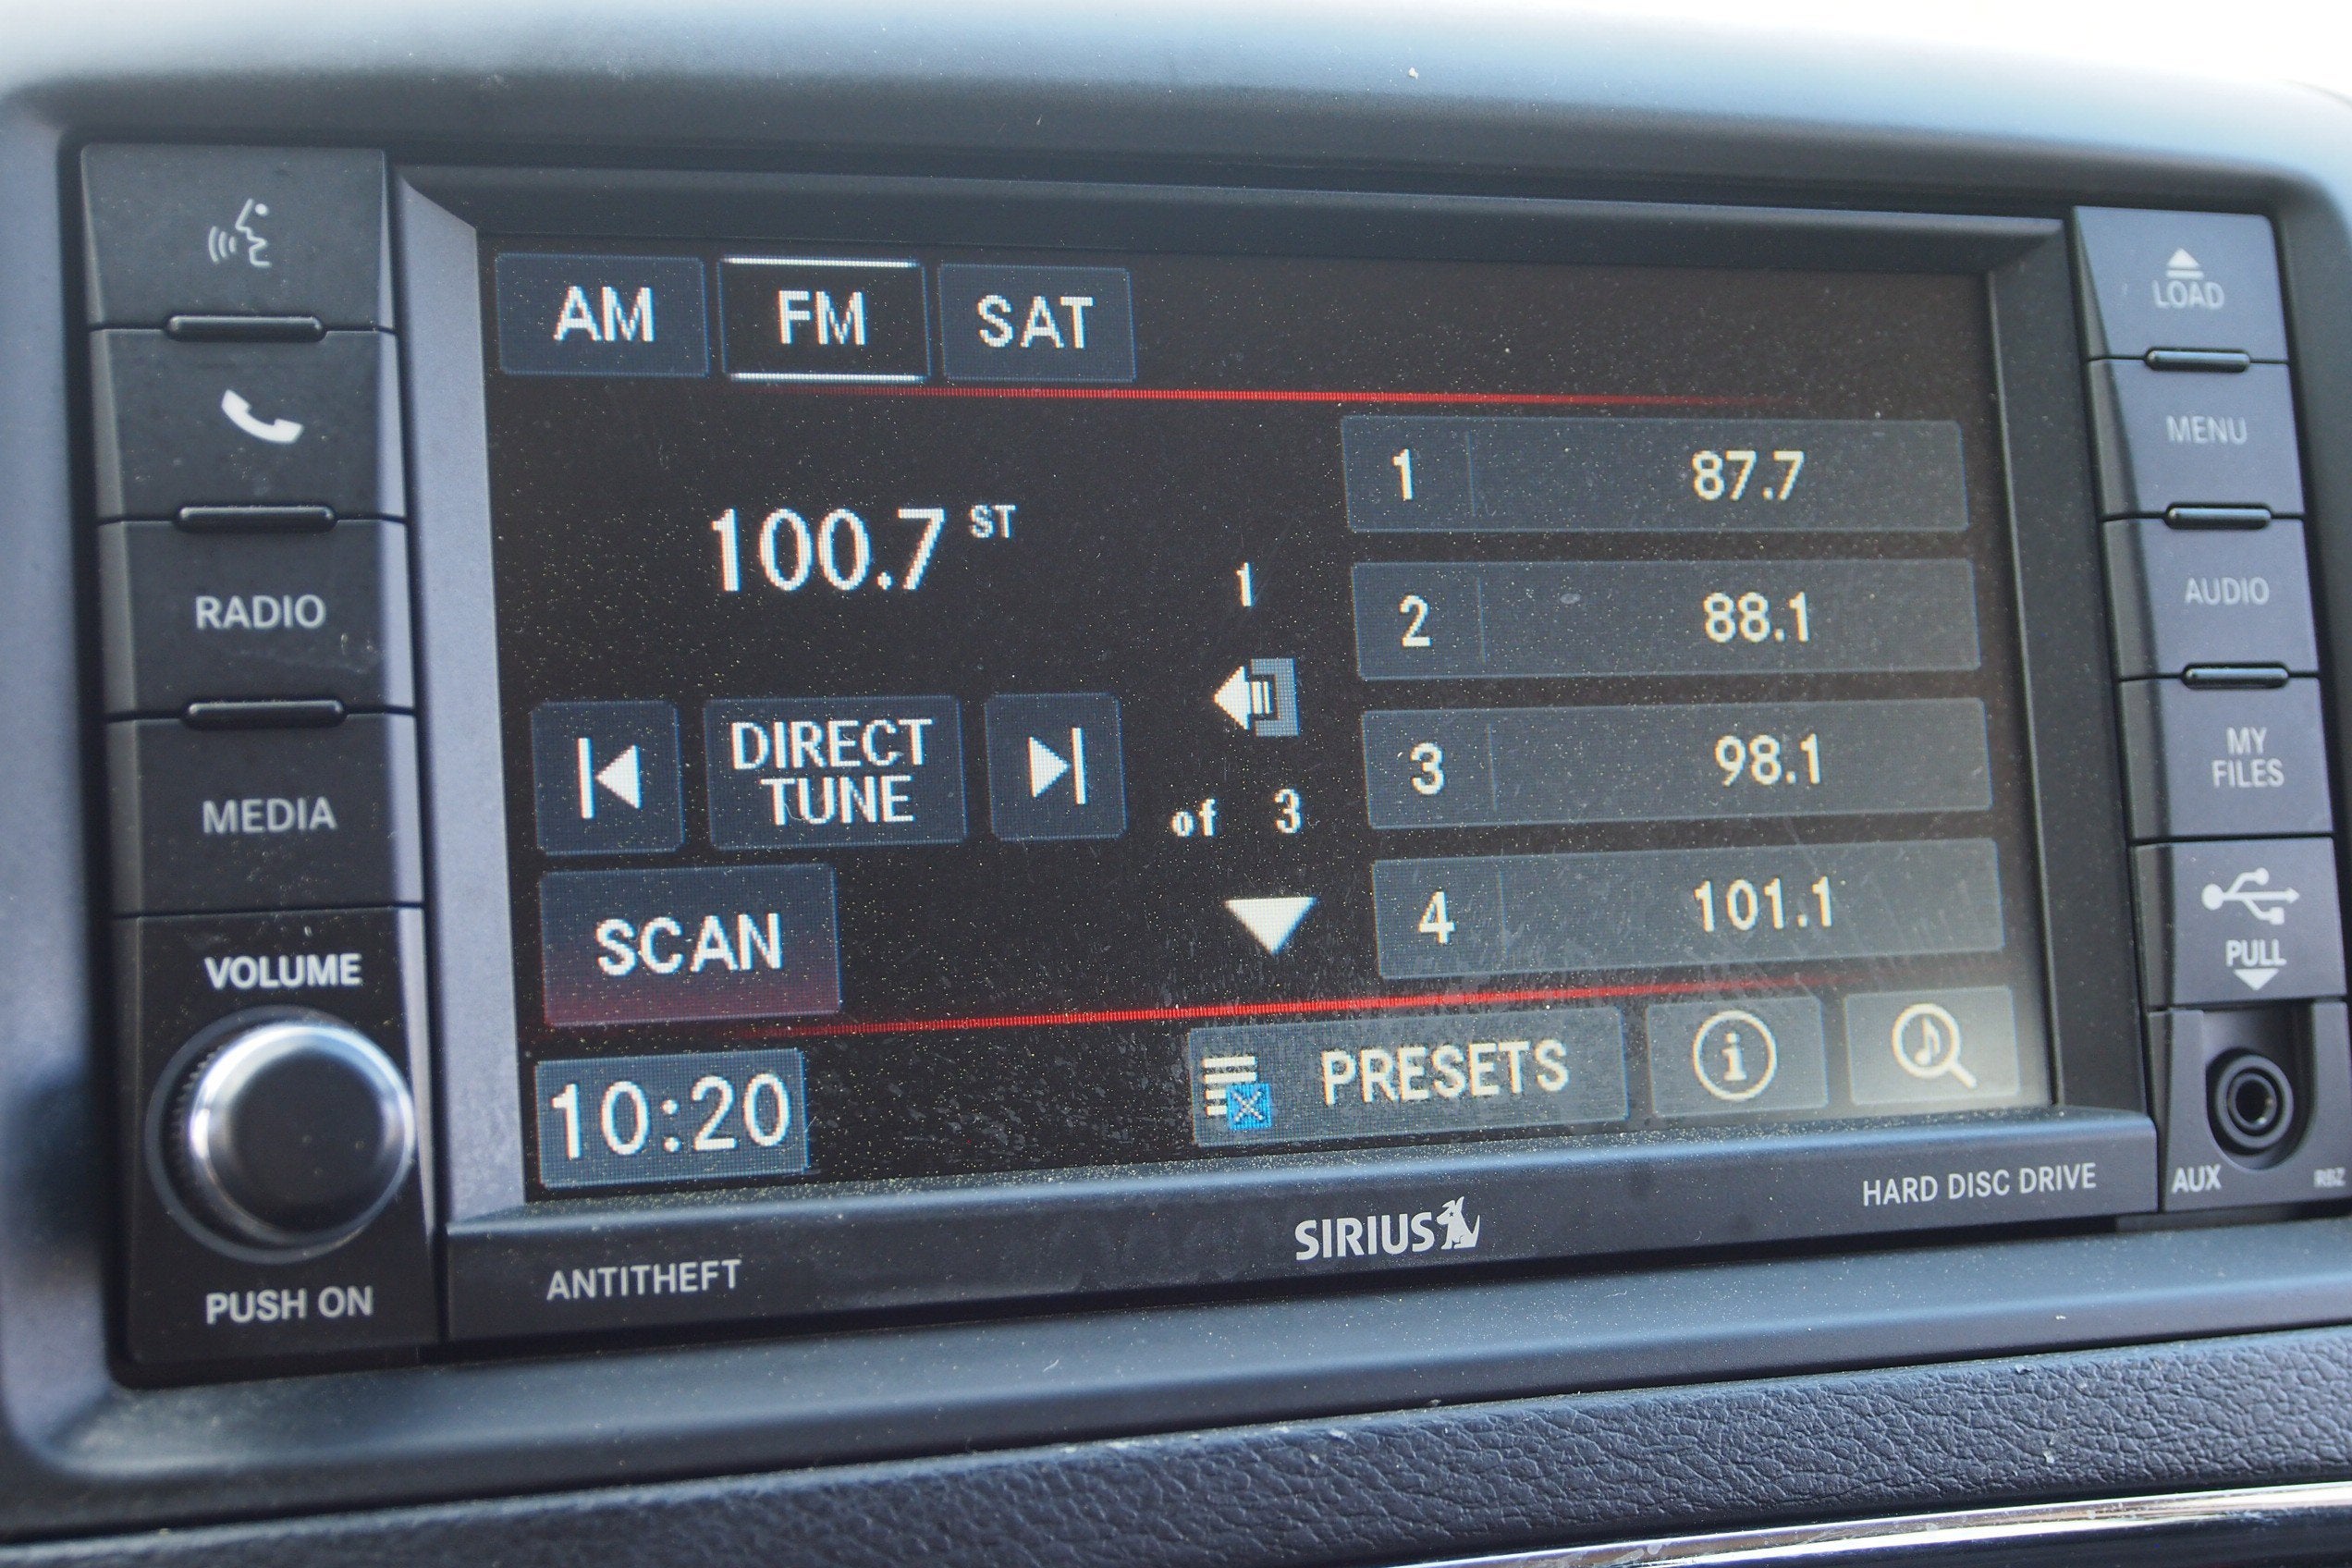 AM FM SAT
100.7 ST
1
of 3
DIRECT
TUNE
SCAN
1 87.7
2 88.1
3 98.1
4 101.1
10:20
PRESETS
i
RADIO
MEDIA
VOLUME
PUSH ON
LOAD
MENU
AUDIO
MY
FILES
PULL
AUX
RBZ
ANTITHEFT
SIRIUS
HARD DISC DRIVE